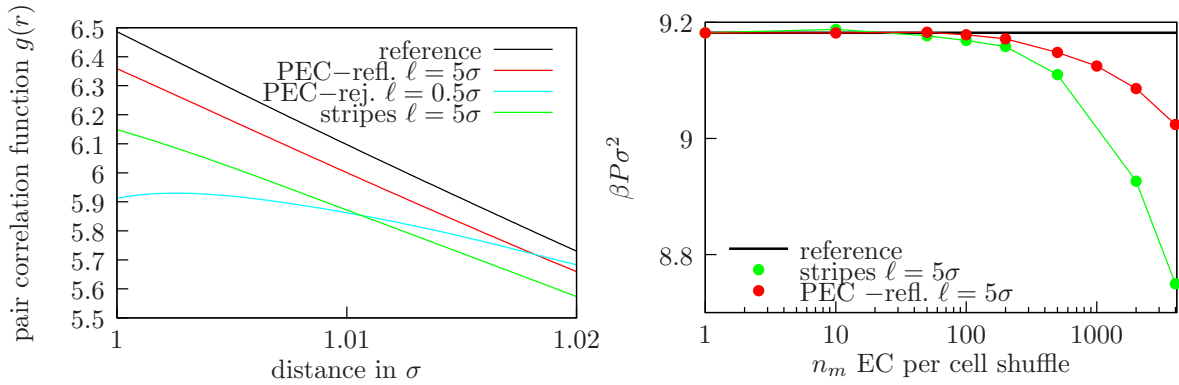 pair correlation function g(r)
6.5
6.4
6.3
6.2
6.1
6
5.9
5.8
5.7
5.6
5.5
1
1.01
1.02
distance in σ
reference
PEC−refl. ℓ = 5σ
PEC−rej. ℓ = 0.5σ
stripes ℓ = 5σ
βPσ²
9.2
9
8.8
1
10
100
1000
n_m EC per cell shuffle
reference
stripes ℓ = 5σ
PEC −refl. ℓ = 5σ